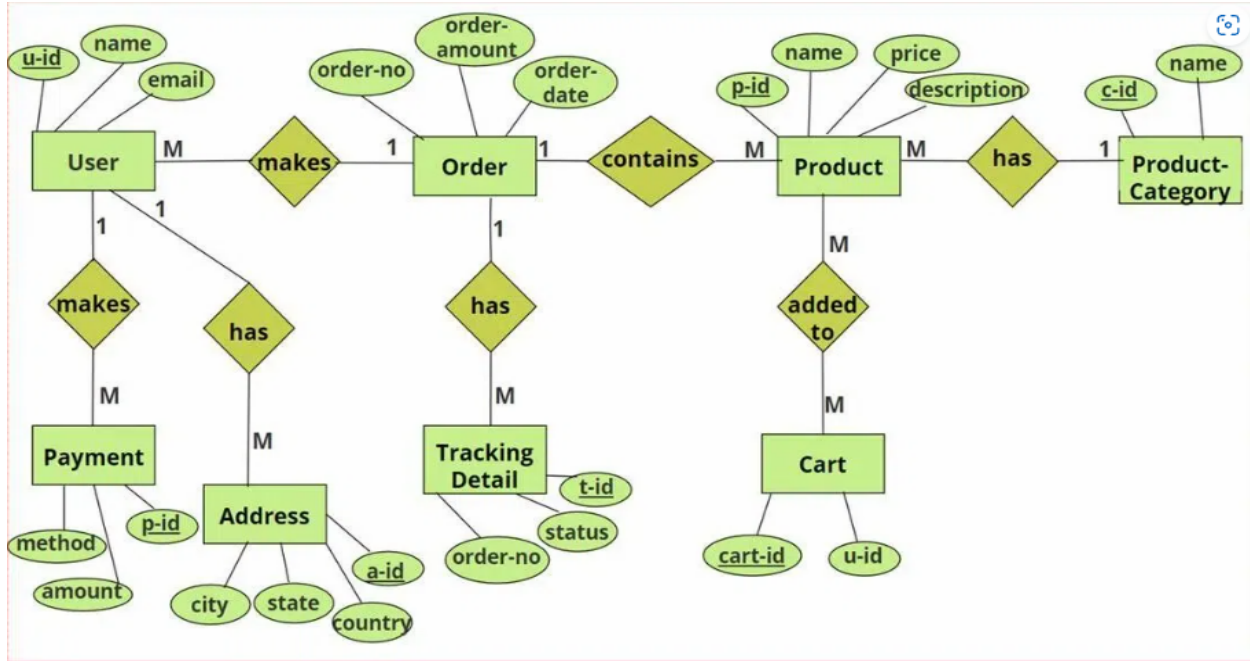 u-id
name
email
order-no
order-
amount
order-
date
name
price
p-id
description
name
c-id
User
M
makes
1
Order
1
contains
M
Product
M
has
1
Product-
Category
1
1
1
M
makes
has
has
added
to
M
M
M
M
Payment
Address
Tracking
Detail
Cart
method
amount
p-id
city
state
country
a-id
order-no
status
t-id
cart-id
u-id